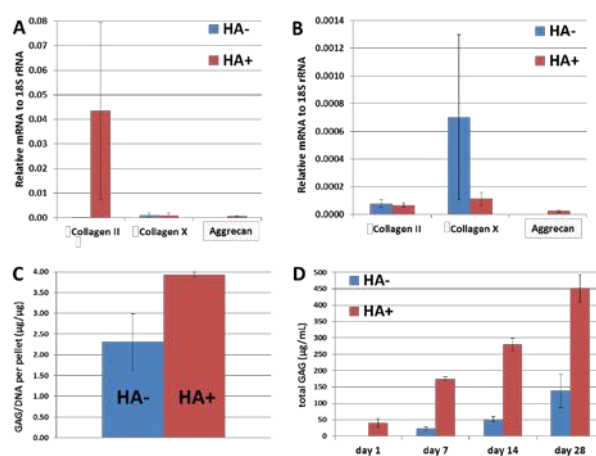 A
Relative mRNA to 18S rRNA
0.08
0.07
0.06
0.05
0.04
0.03
0.02
0.01
0.00
HA-
HA+
Collagen II
Collagen X
Aggrecan
B
Relative mRNA to 18S rRNA
0.0014
0.0012
0.0010
0.0008
0.0006
0.0004
0.0002
0.0000
HA-
HA+
Collagen II
Collagen X
Aggrecan
C
GAG/DNA per pellet (µg/µg)
4.00
3.50
3.00
2.50
2.00
1.50
1.00
0.50
0.00
HA-
HA+
D
total GAG (µg/mL)
500
450
400
350
300
250
200
150
100
50
0
HA-
HA+
day 1
day 7
day 14
day 28